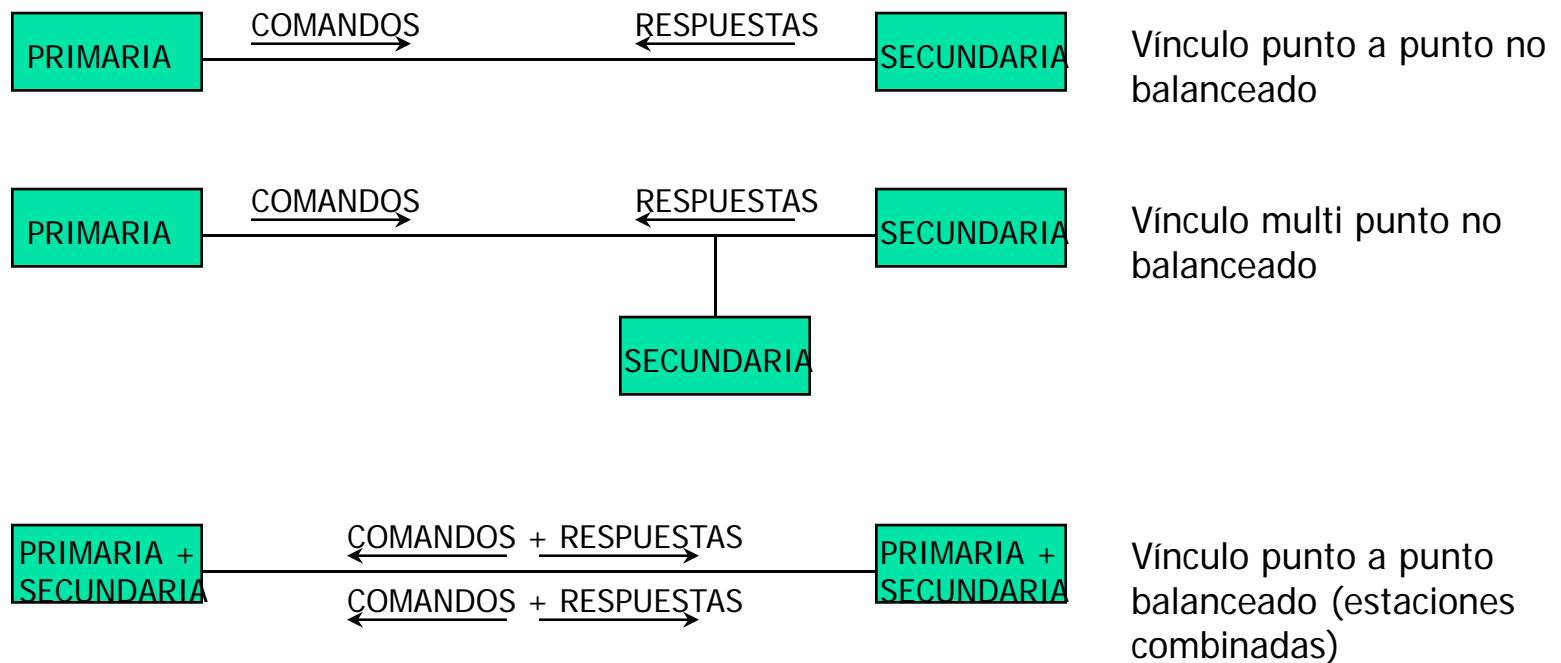 PRIMARIA
COMANDOS
RESPUESTAS
SECUNDARIA
Vínculo punto a punto no
balanceado
PRIMARIA
COMANDOS
RESPUESTAS
SECUNDARIA
Vínculo multi punto no
balanceado
SECUNDARIA
PRIMARIA +
SECUNDARIA
COMANDOS + RESPUESTAS
COMANDOS + RESPUESTAS
PRIMARIA +
SECUNDARIA
Vínculo punto a punto
balanceado (estaciones
combinadas)